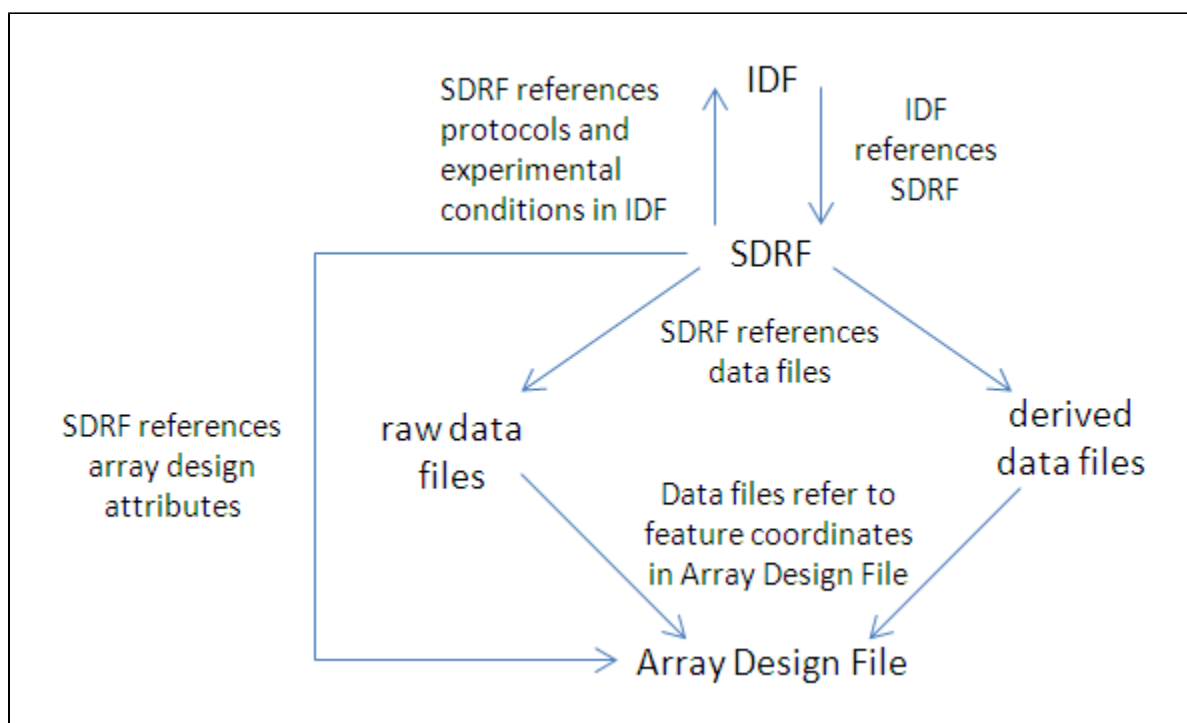 IDF
SDRF references
protocols and
experimental
conditions in IDF
IDF
references
SDRF
SDRF
SDRF references
data files
SDRF references
array design
attributes
raw data
files
derived
data files
Data files refer to
feature coordinates
in Array Design File
Array Design File